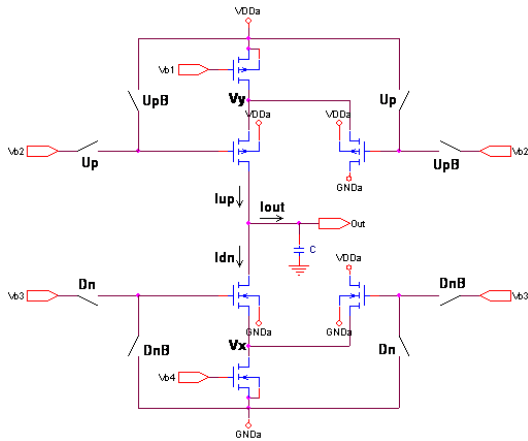 VDDa
Vb1
Vy
UpB
Up
VDDa
VDDa
Vb2
Up
UpB
Vb2
GNDa
Iup
Iout
Out
Idn
C
VDDa
Vb3
Dn
DnB
Vb3
GNDa
GNDa
Vx
DnB
Dn
Vb4
GNDa